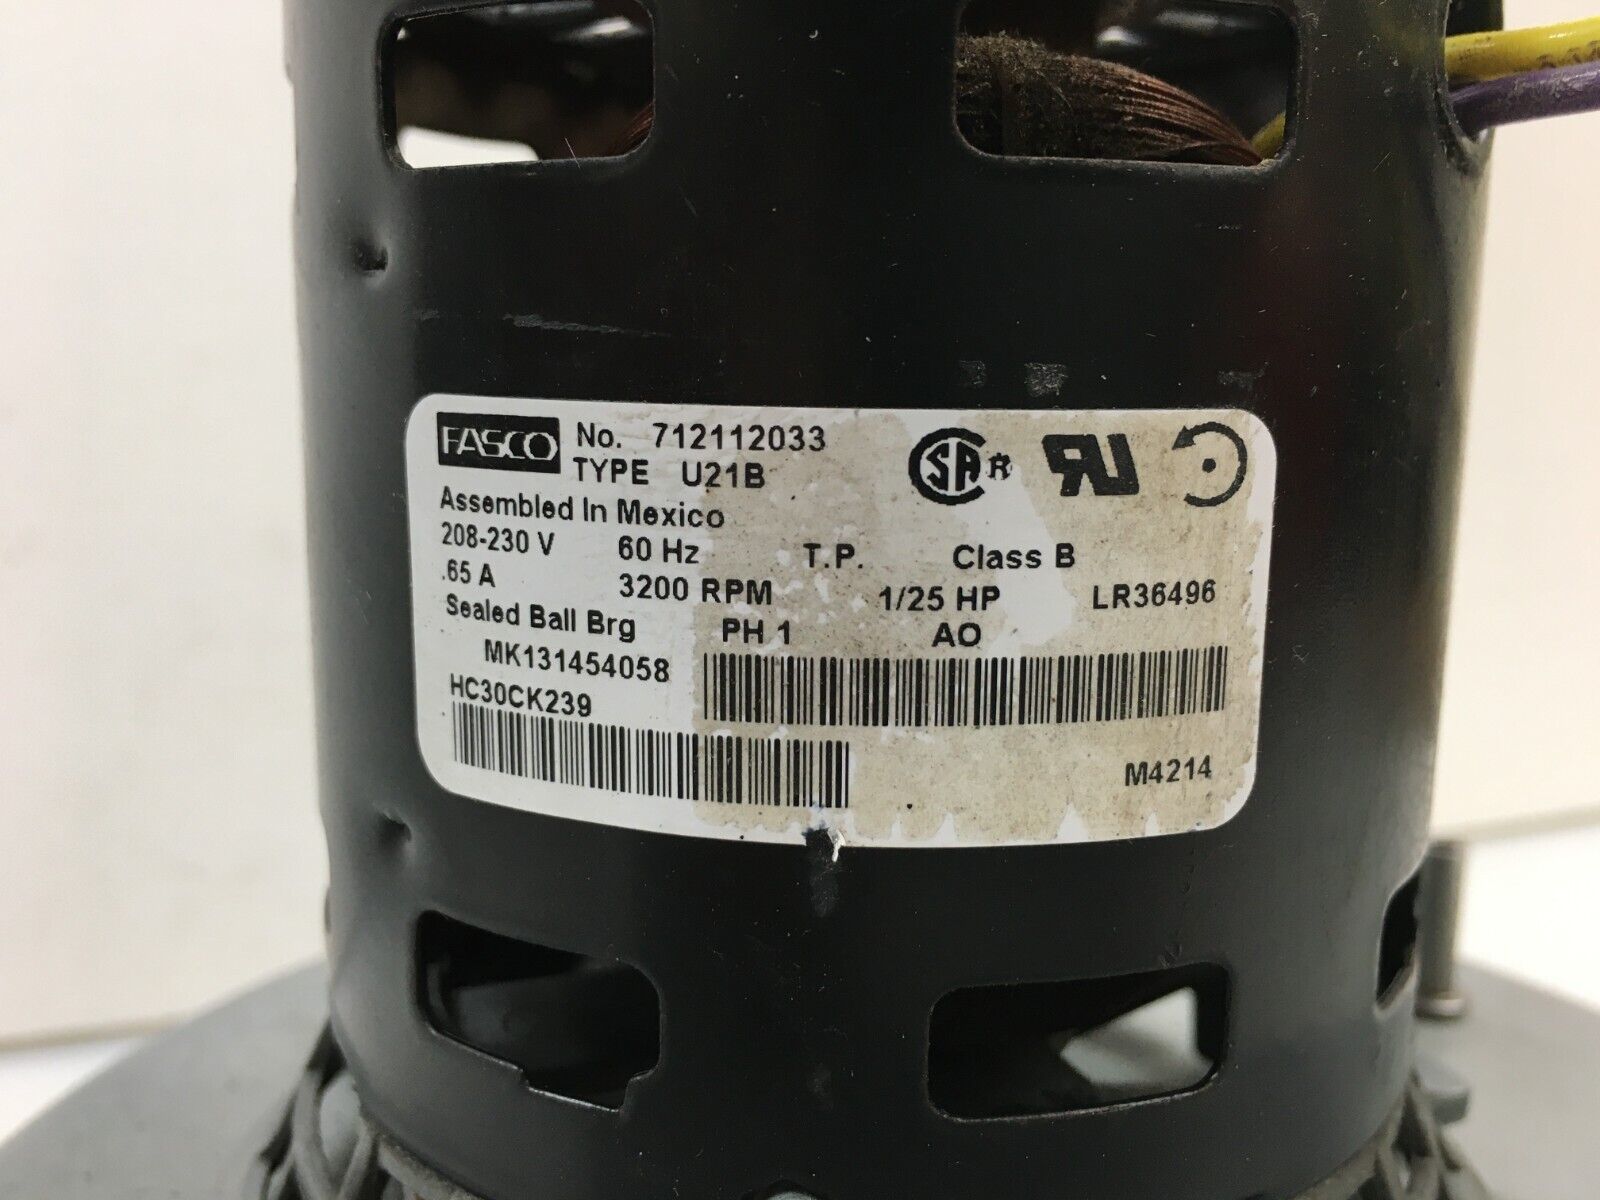 FASCO No. 712112033
TYPE U21B
Assembled In Mexico
208-230 V 60 Hz T.P. Class B
.65 A 3200 RPM 1/25 HP LR36496
Sealed Ball Brg PH 1 AO
MK131454058
HC30CK239
M4214